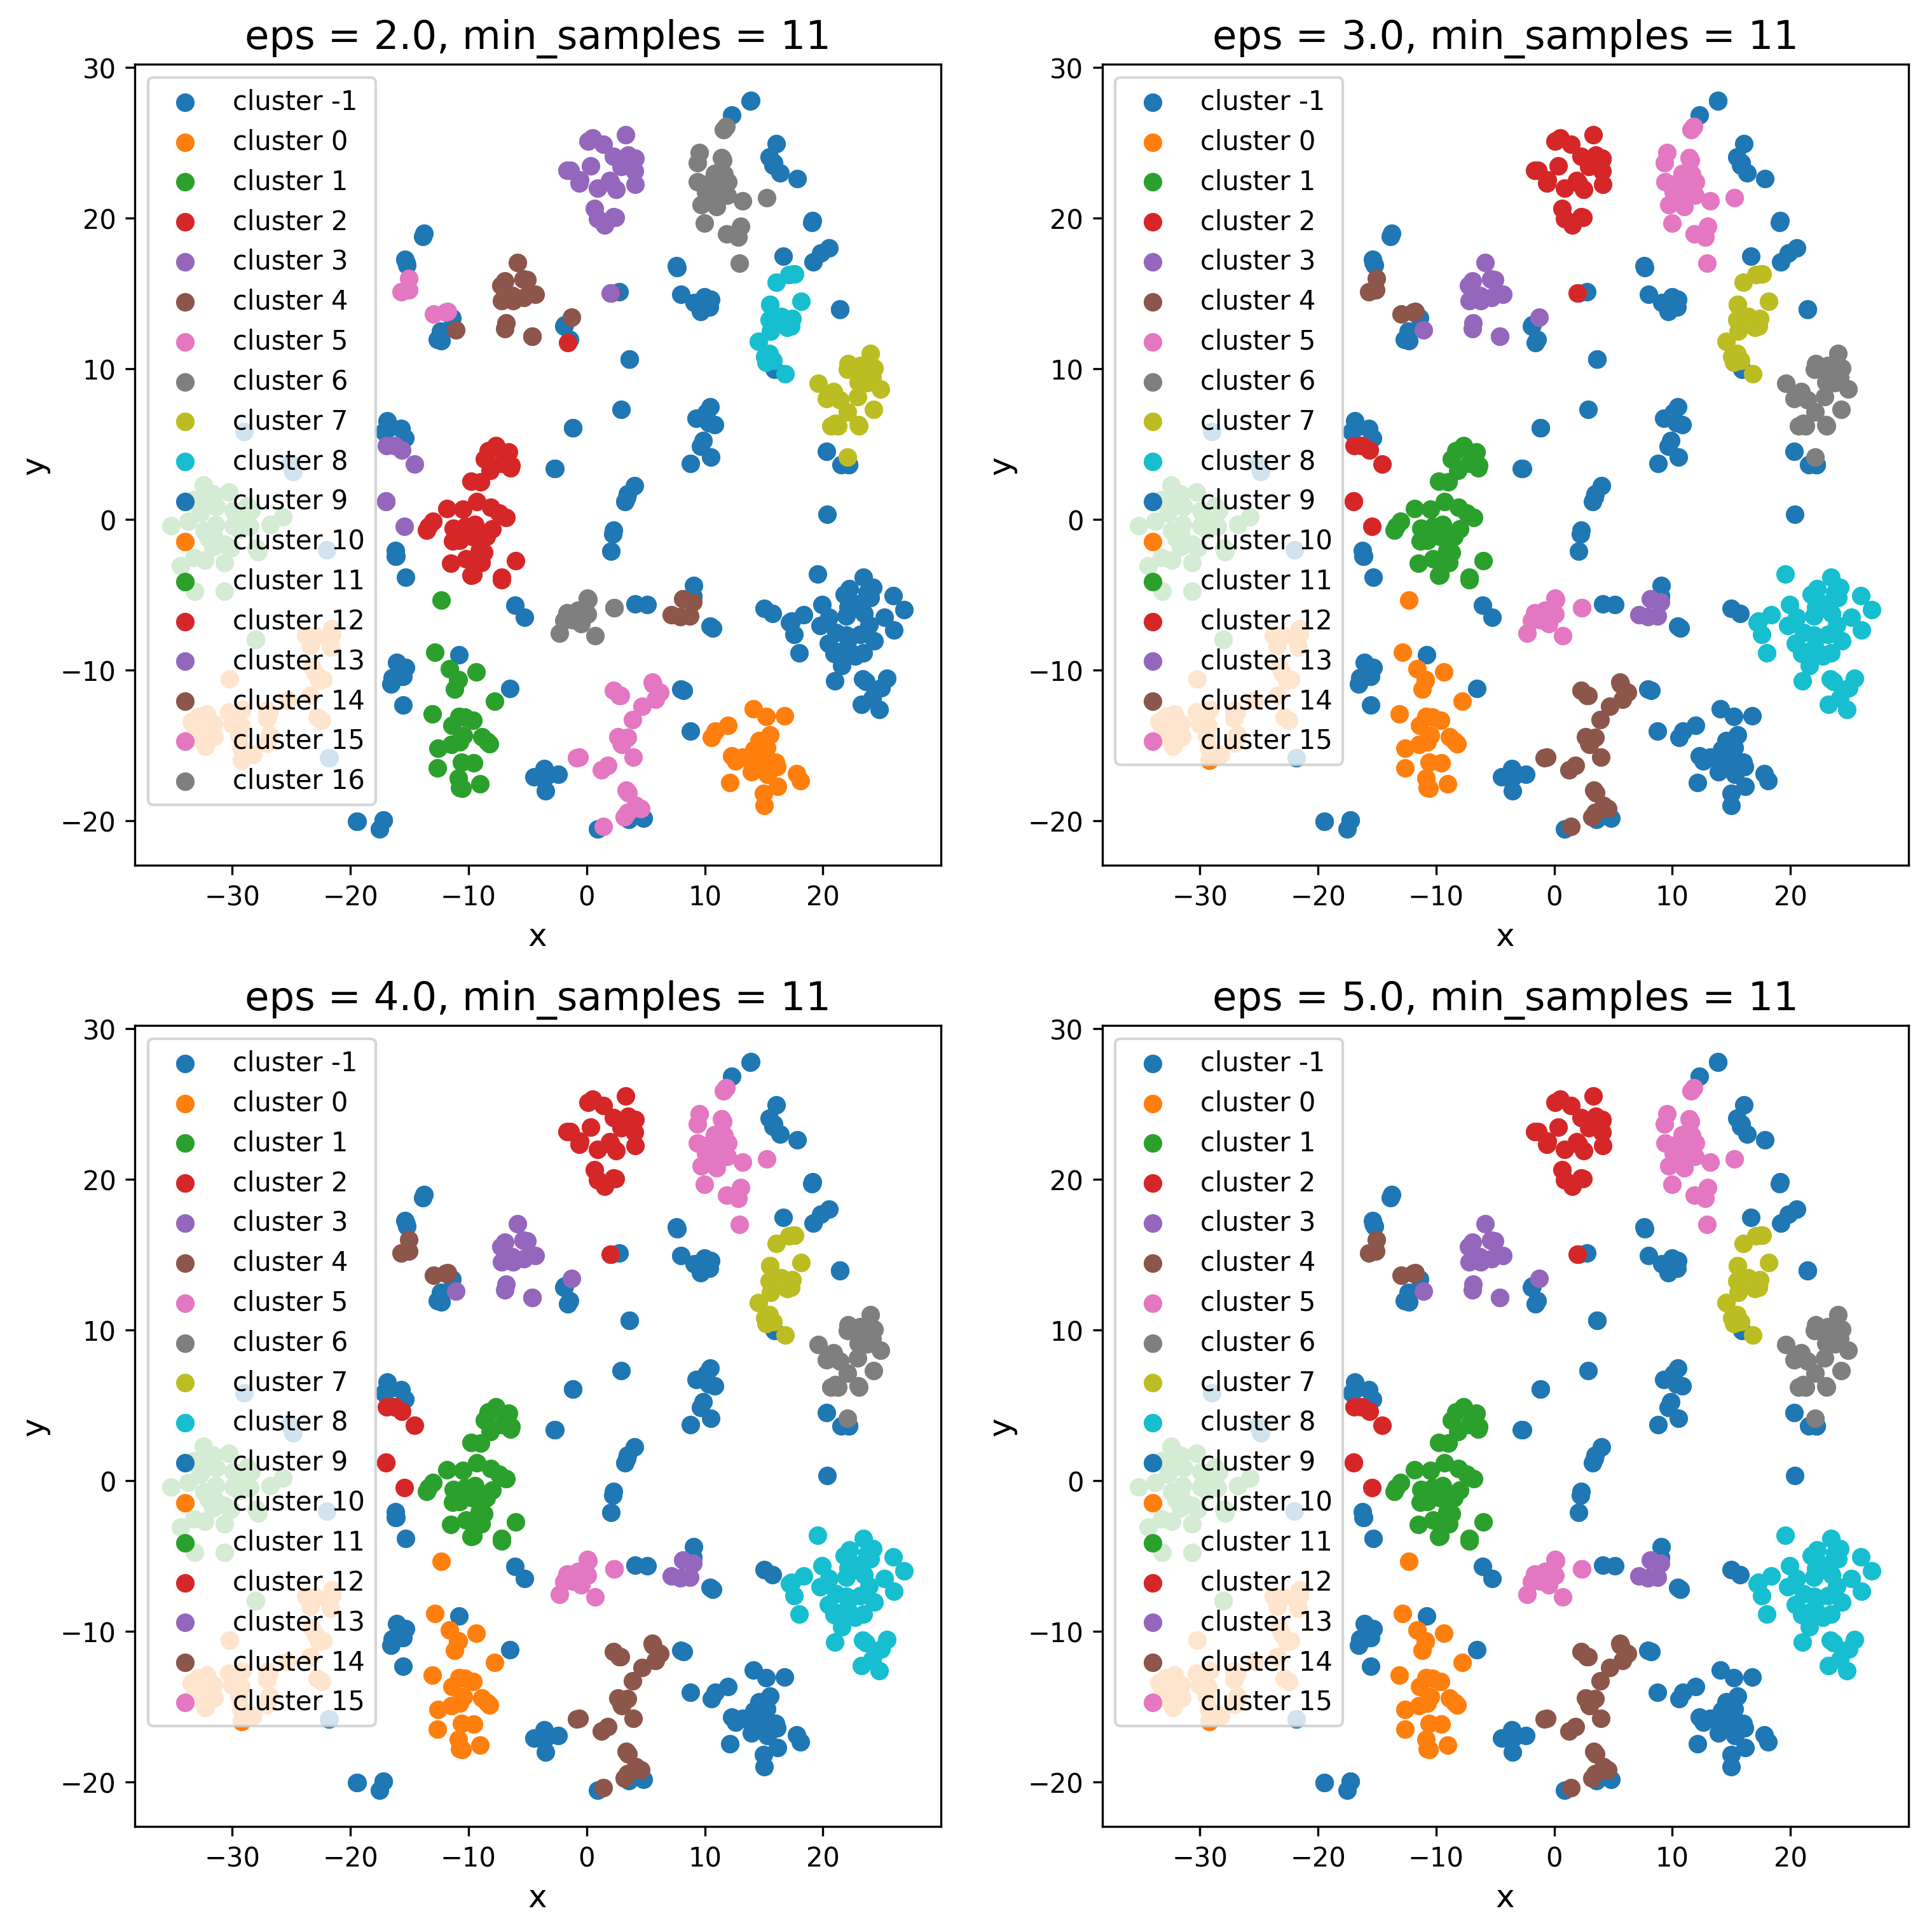 eps = 2.0, min_samples = 11
cluster -1
cluster 0
cluster 1
cluster 2
cluster 3
cluster 4
cluster 5
cluster 6
cluster 7
cluster 8
cluster 9
cluster 10
cluster 11
cluster 12
cluster 13
cluster 14
cluster 15
cluster 16
30
20
10
0
−10
−20
y
−30 −20 −10 0 10 20
x
eps = 3.0, min_samples = 11
cluster -1
cluster 0
cluster 1
cluster 2
cluster 3
cluster 4
cluster 5
cluster 6
cluster 7
cluster 8
cluster 9
cluster 10
cluster 11
cluster 12
cluster 13
cluster 14
cluster 15
30
20
10
0
−10
−20
y
−30 −20 −10 0 10 20
x
eps = 4.0, min_samples = 11
cluster -1
cluster 0
cluster 1
cluster 2
cluster 3
cluster 4
cluster 5
cluster 6
cluster 7
cluster 8
cluster 9
cluster 10
cluster 11
cluster 12
cluster 13
cluster 14
cluster 15
30
20
10
0
−10
−20
y
−30 −20 −10 0 10 20
x
eps = 5.0, min_samples = 11
cluster -1
cluster 0
cluster 1
cluster 2
cluster 3
cluster 4
cluster 5
cluster 6
cluster 7
cluster 8
cluster 9
cluster 10
cluster 11
cluster 12
cluster 13
cluster 14
cluster 15
30
20
10
0
−10
−20
y
−30 −20 −10 0 10 20
x